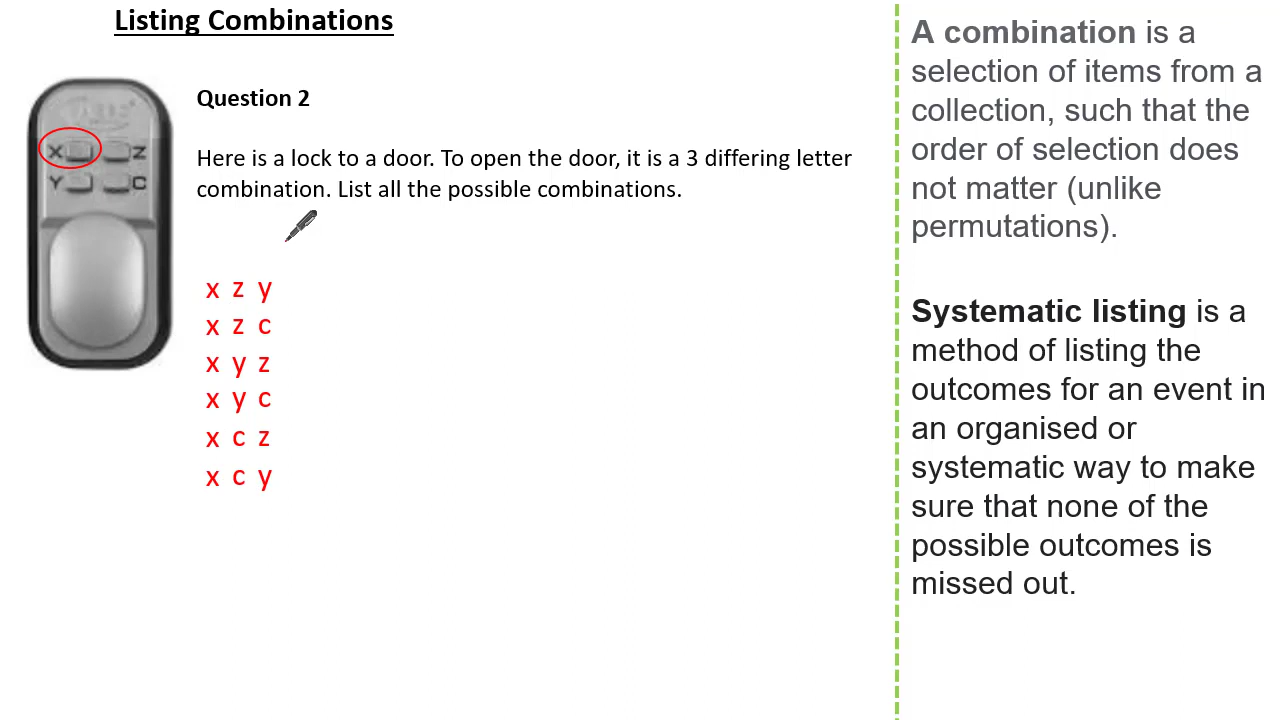 Listing Combinations
Question 2
Here is a lock to a door. To open the door, it is a 3 differing letter
combination. List all the possible combinations.
X Z
Y C
x z y
x z c
x y z
x y c
x c z
x c y
A combination is a
selection of items from a
collection, such that the
order of selection does
not matter (unlike
permutations).
Systematic listing is a
method of listing the
outcomes for an event in
an organised or
systematic way to make
sure that none of the
possible outcomes is
missed out.